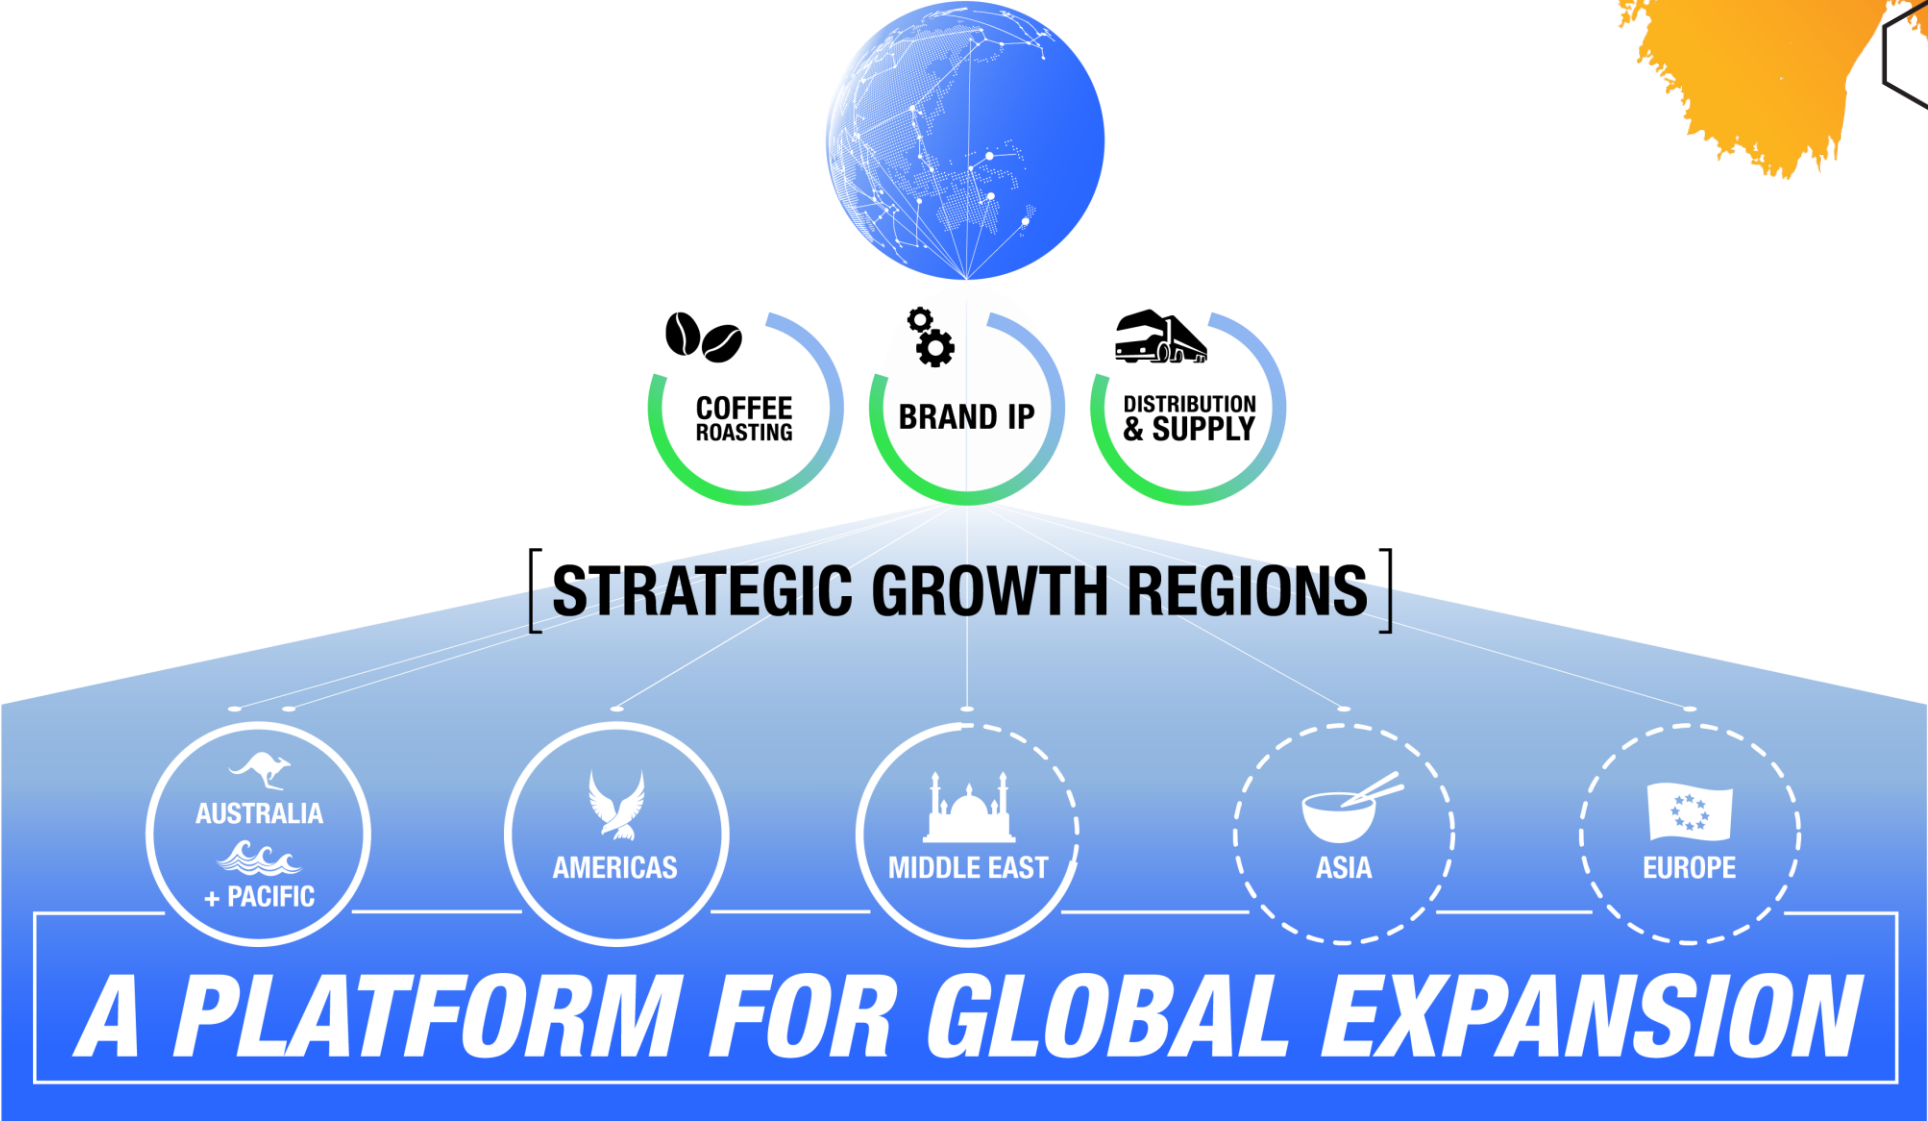 COFFEE
ROASTING
BRAND IP
DISTRIBUTION
& SUPPLY
[STRATEGIC GROWTH REGIONS]
AUSTRALIA
+ PACIFIC
AMERICAS
MIDDLE EAST
ASIA
EUROPE
A PLATFORM FOR GLOBAL EXPANSION